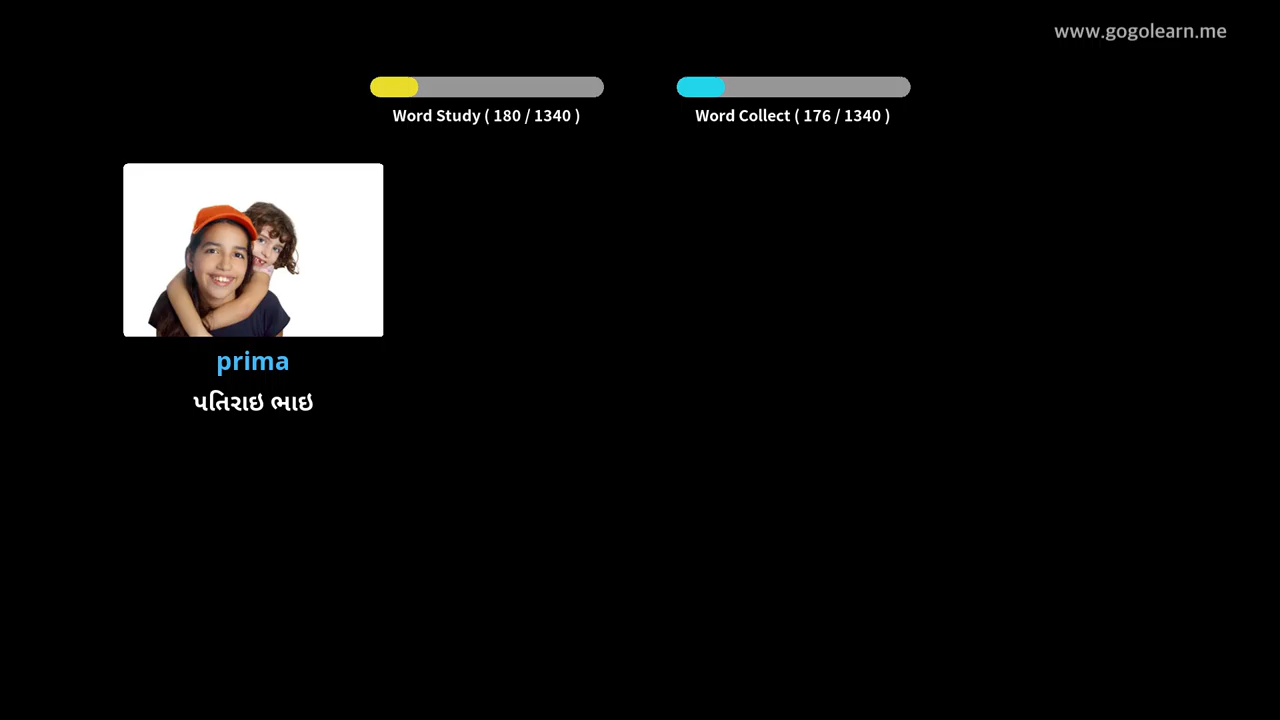 www.gogolearn.me
Word Study ( 180 / 1340 )
Word Collect ( 176 / 1340 )
prima
પતિરાઇ ભાઇ